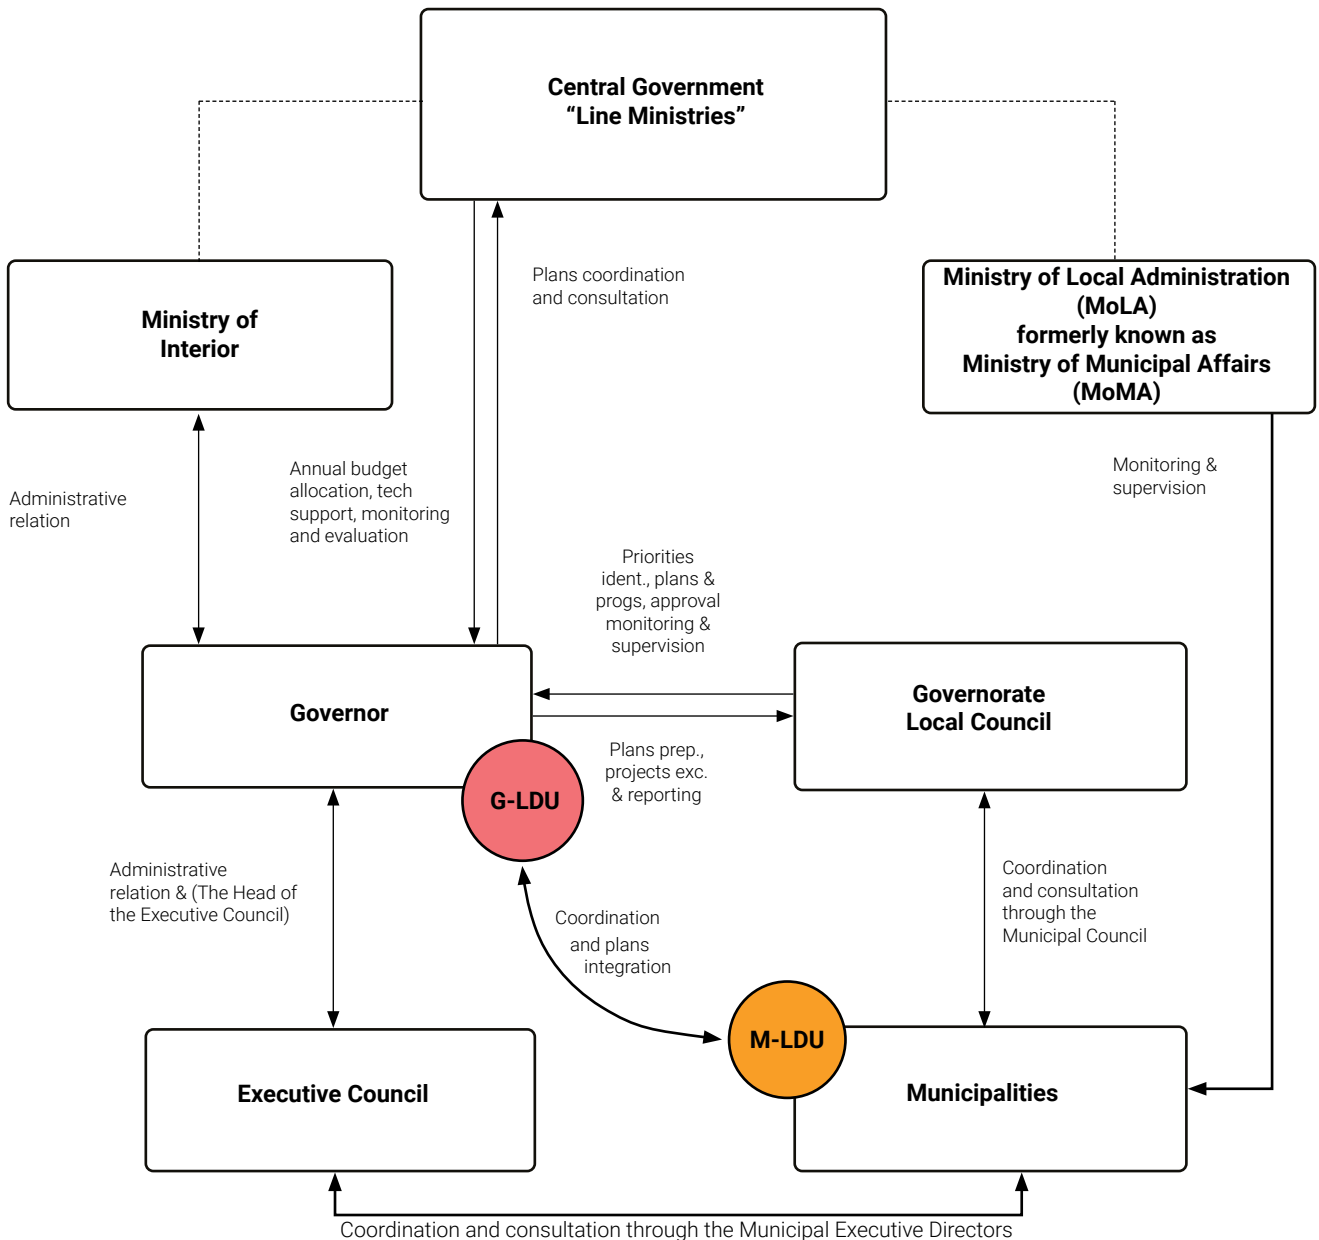 Central Government
“Line Ministries”
Ministry of
Interior
Plans coordination
and consultation
Ministry of Local Administration
(MoLA)
formerly known as
Ministry of Municipal Affairs
(MoMA)
Administrative
relation
Annual budget
allocation, tech
support, monitoring
and evaluation
Monitoring &
supervision
Priorities
ident., plans &
progs, approval
monitoring &
supervision
Governor
Governorate
Local Council
G-LDU
Plans prep.,
projects exc.
& reporting
Administrative
relation & (The Head of
the Executive Council)
Coordination
and plans
integration
Coordination
and consultation
through the
Municipal Council
M-LDU
Executive Council
Municipalities
Coordination and consultation through the Municipal Executive Directors